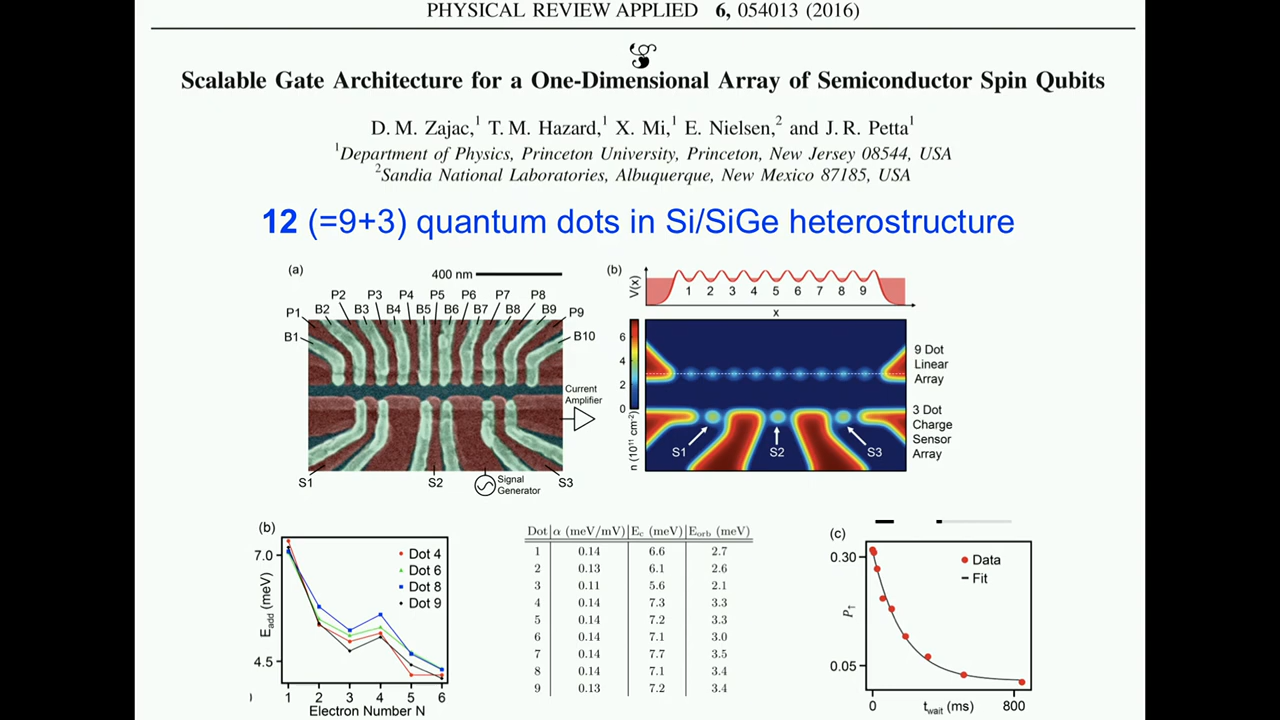 PHYSICAL REVIEW APPLIED 6, 054013 (2016)
Scalable Gate Architecture for a One-Dimensional Array of Semiconductor Spin Qubits
D. M. Zajac,¹ T. M. Hazard,¹ X. Mi,¹ E. Nielsen,² and J. R. Petta¹
¹Department of Physics, Princeton University, Princeton, New Jersey 08544, USA
²Sandia National Laboratories, Albuquerque, New Mexico 87185, USA
12 (=9+3) quantum dots in Si/SiGe heterostructure
(a)
400 nm
P2 P3 P4 P5 P6 P7 P8
P1 B2 B3 B4 B5 B6 B7 B8 B9 P9
B1 B10
Current
Amplifier
S1 S2 S3
Signal
Generator
(b)
V(x)
1 2 3 4 5 6 7 8 9
x
6
4
2
0
n (10¹¹ cm⁻²)
9 Dot
Linear
Array
3 Dot
Charge
Sensor
Array
S1 S2 S3
(b)
7.0
4.5
E_add (meV)
Dot 4
Dot 6
Dot 8
Dot 9
1 2 3 4 5 6
Electron Number N
Dot α (meV/mV) E_c (meV) E_orb (meV)
1 0.14 6.6 2.7
2 0.13 6.1 2.6
3 0.11 5.6 2.1
4 0.14 7.3 3.3
5 0.14 7.2 3.3
6 0.14 7.1 3.0
7 0.14 7.7 3.5
8 0.14 7.1 3.4
9 0.13 7.2 3.4
(c)
0.30
0.05
P↑
Data
Fit
0 800
t_wait (ms)